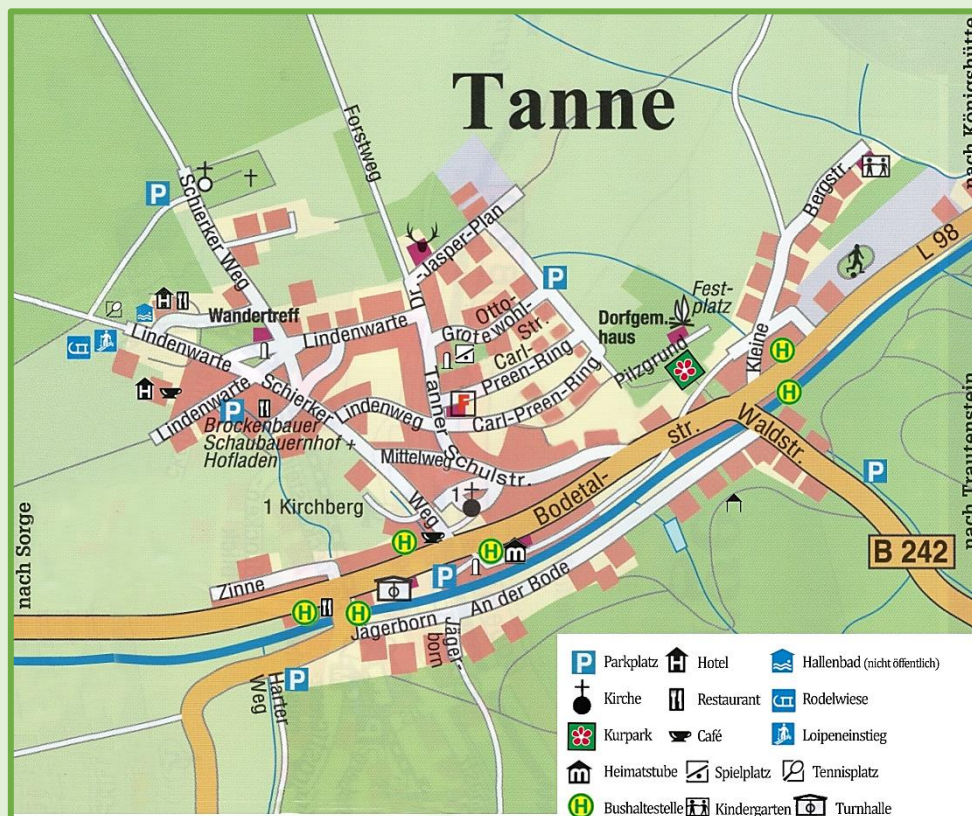 Tanne
nach Königshütte
Forstweg
Bergstr.
P
Schierker Weg
-Jasper-Plan
L 98
P
Otto-
Grotewohl-
Str.
Fest-
platz
Dorfgem.
haus
Kleine
Wandertreff
Lindenwarte
Lindenwarte
Carl-
Preen-Ring
Pilzgrund
H
H
Tanner
Schierker
Lindenweg
F
Carl-Preen-Ring
Lindenwarte
P
H
H
Brockenbauer
Schaubauernhof +
Hofladen
Mittelweg
Schulstr.
Bodetal-
str.
Waldstr.
P
1 Kirchberg
Weg
1
nach Sorge
nach Trautenstein
B 242
H
H
m
Zinne
P
H
H
Jägerborn
An der Bode
Jäger-
born
Harter
Weg
P
P Parkplatz
H Hotel
Hallenbad (nicht öffentlich)
Kirche
Restaurant
Rodelwiese
Kurpark
Café
Loipeneinstieg
m Heimatstube
Spielplatz
Tennisplatz
H Bushaltestelle
Kindergarten
Turnhalle